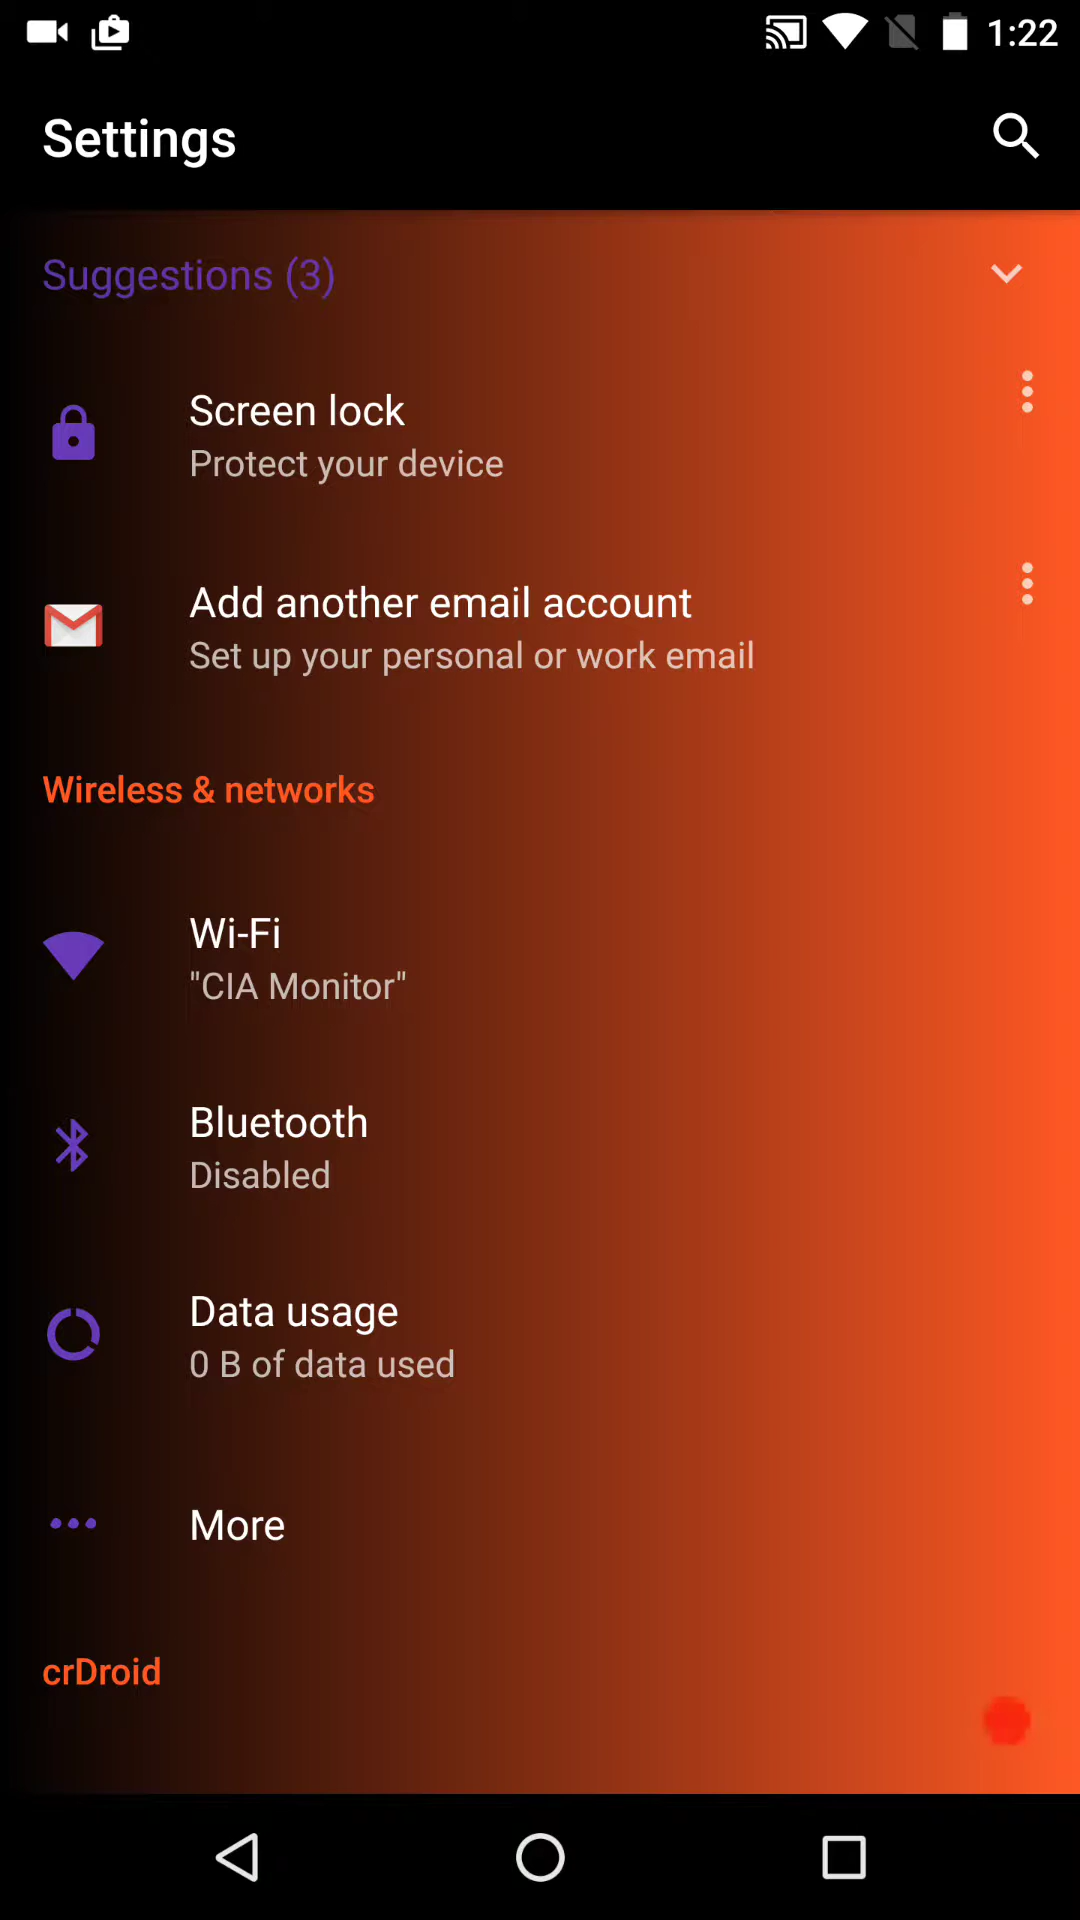 1:22
Settings
Suggestions (3)
Screen lock
Protect your device
Add another email account
Set up your personal or work email
Wireless & networks
Wi-Fi
"CIA Monitor"
Bluetooth
Disabled
Data usage
0 B of data used
More
crDroid